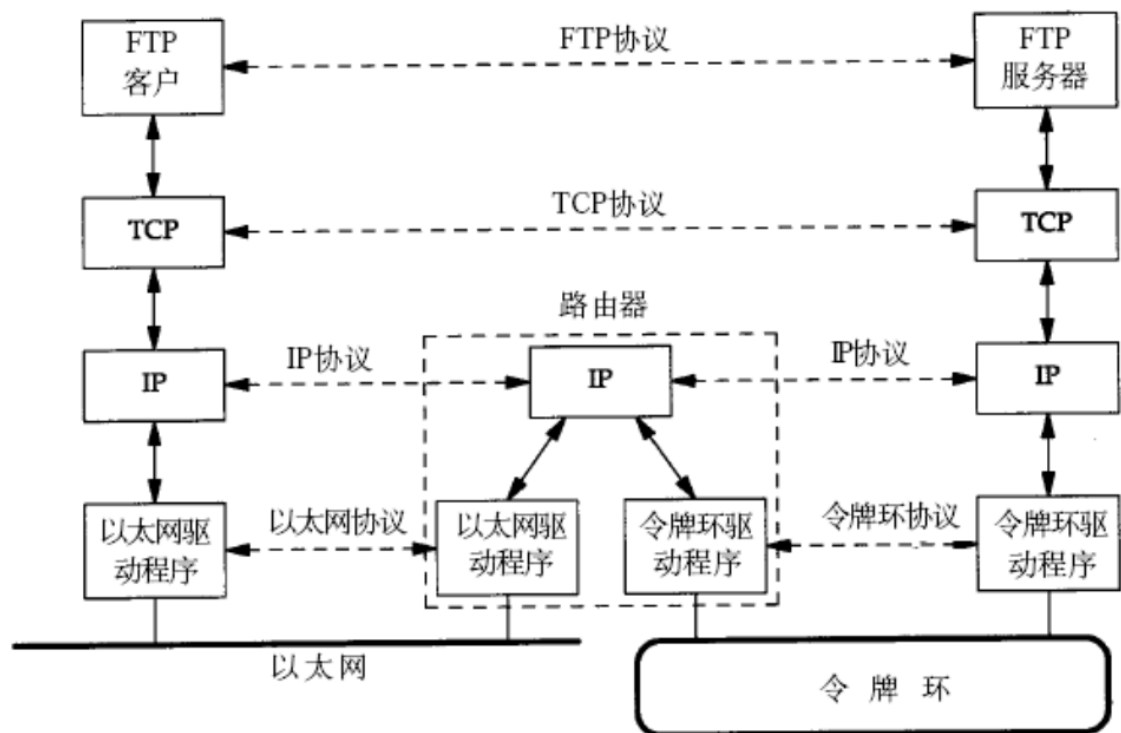 FTP
客户
FTP协议
FTP
服务器
TCP
TCP协议
TCP
路由器
IP
IP协议
IP
IP协议
IP
以太网驱
动程序
以太网协议
以太网驱
动程序
令牌环驱
动程序
令牌环协议
令牌环驱
动程序
以太网
令牌环